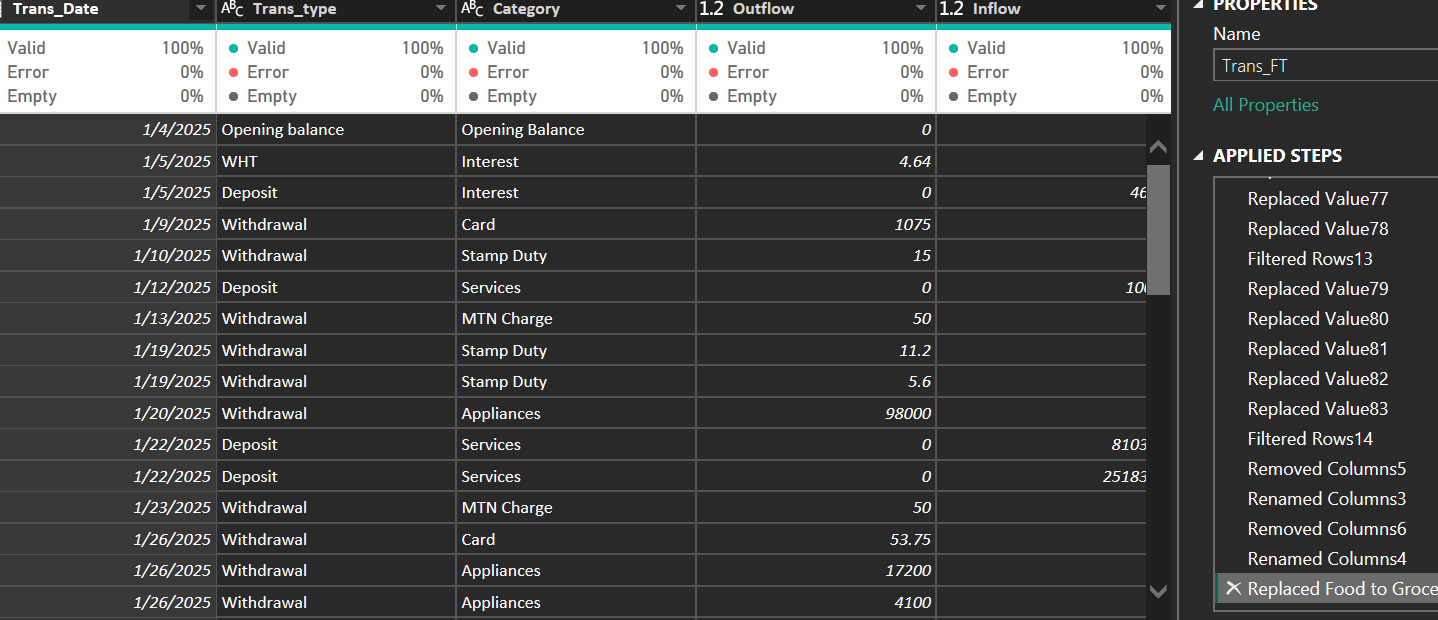 Trans_Date ABC Trans_type ABC Category 1.2 Outflow 1.2 Inflow
Valid 100% Valid 100% Valid 100% Valid 100% Valid 100%
Error 0% Error 0% Error 0% Error 0% Error 0%
Empty 0% Empty 0% Empty 0% Empty 0% Empty 0%
1/4/2025 Opening balance Opening Balance 0
1/5/2025 WHT Interest 4.64
1/5/2025 Deposit Interest 0 46
1/9/2025 Withdrawal Card 1075
1/10/2025 Withdrawal Stamp Duty 15
1/12/2025 Deposit Services 0 100
1/13/2025 Withdrawal MTN Charge 50
1/19/2025 Withdrawal Stamp Duty 11.2
1/19/2025 Withdrawal Stamp Duty 5.6
1/20/2025 Withdrawal Appliances 98000
1/22/2025 Deposit Services 0 8103
1/22/2025 Deposit Services 0 25183
1/23/2025 Withdrawal MTN Charge 50
1/26/2025 Withdrawal Card 53.75
1/26/2025 Withdrawal Appliances 17200
1/26/2025 Withdrawal Appliances 4100
PROPERTIES
Name
Trans_FT
All Properties
APPLIED STEPS
Replaced Value77
Replaced Value78
Filtered Rows13
Replaced Value79
Replaced Value80
Replaced Value81
Replaced Value82
Replaced Value83
Filtered Rows14
Removed Columns5
Renamed Columns3
Removed Columns6
Renamed Columns4
Replaced Food to Groce